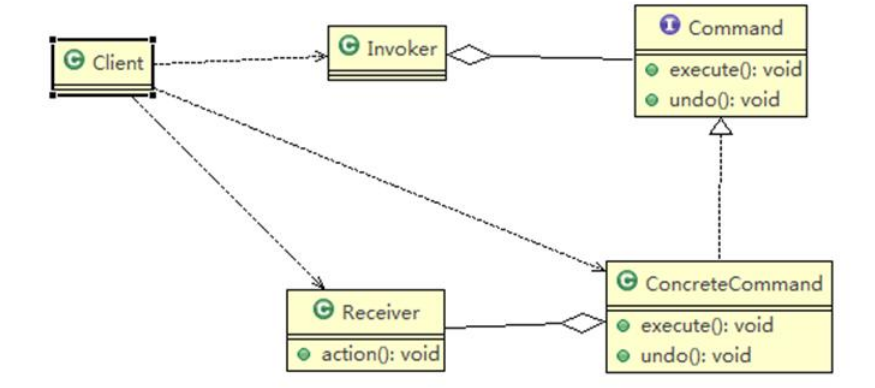 Client
Invoker
Command
execute(): void
undo(): void
Receiver
action(): void
ConcreteCommand
execute(): void
undo(): void